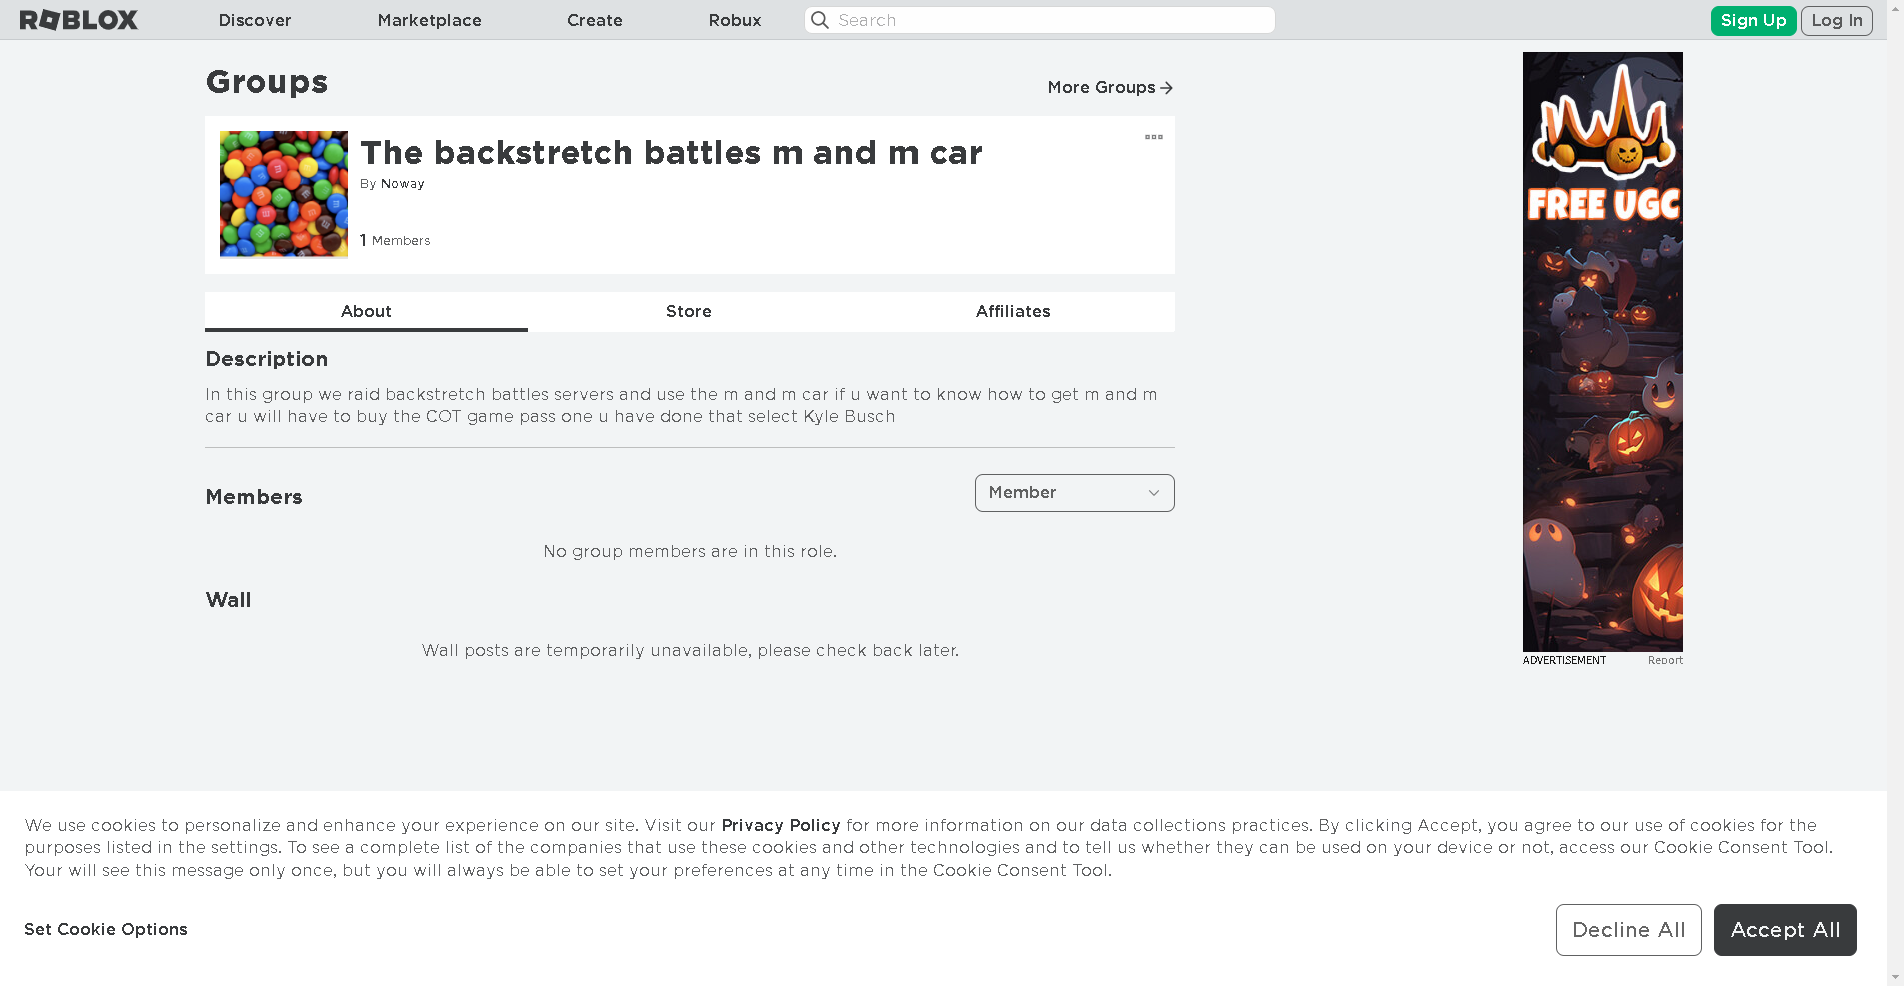 ROBLOX Discover Marketplace Create Robux Search Sign Up Log In
Groups
More Groups
The backstretch battles m and m car
By Noway
1 Members
About Store Affiliates
Description
In this group we raid backstretch battles servers and use the m and m car if u want to know how to get m and m
car u will have to buy the COT game pass one u have done that select Kyle Busch
Members
Member
No group members are in this role.
Wall
Wall posts are temporarily unavailable, please check back later.
FREE UGC
ADVERTISEMENT Report
We use cookies to personalize and enhance your experience on our site. Visit our Privacy Policy for more information on our data collections practices. By clicking Accept, you agree to our use of cookies for the
purposes listed in the settings. To see a complete list of the companies that use these cookies and other technologies and to tell us whether they can be used on your device or not, access our Cookie Consent Tool.
Your will see this message only once, but you will always be able to set your preferences at any time in the Cookie Consent Tool.
Set Cookie Options
Decline All
Accept All